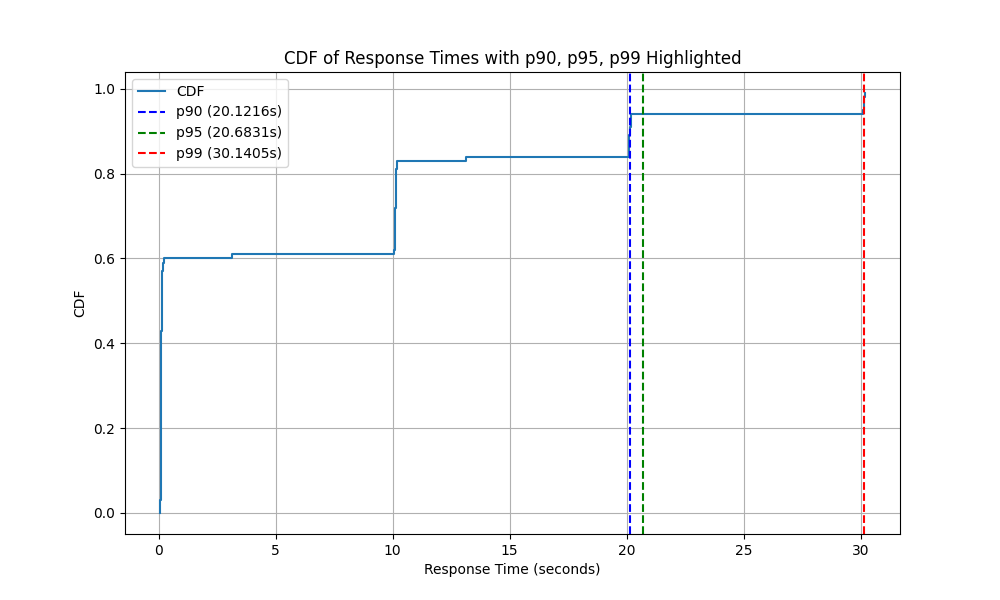 CDF of Response Times with p90, p95, p99 Highlighted
CDF
p90 (20.1216s)
p95 (20.6831s)
p99 (30.1405s)
1.0
0.8
0.6
0.4
0.2
0.0
CDF
0 5 10 15 20 25 30
Response Time (seconds)